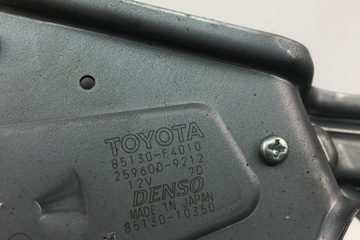 TOYOTA
85130-F4010
259600-9212
12V 7D
DENSO
MADE IN JAPAN
85130-10350